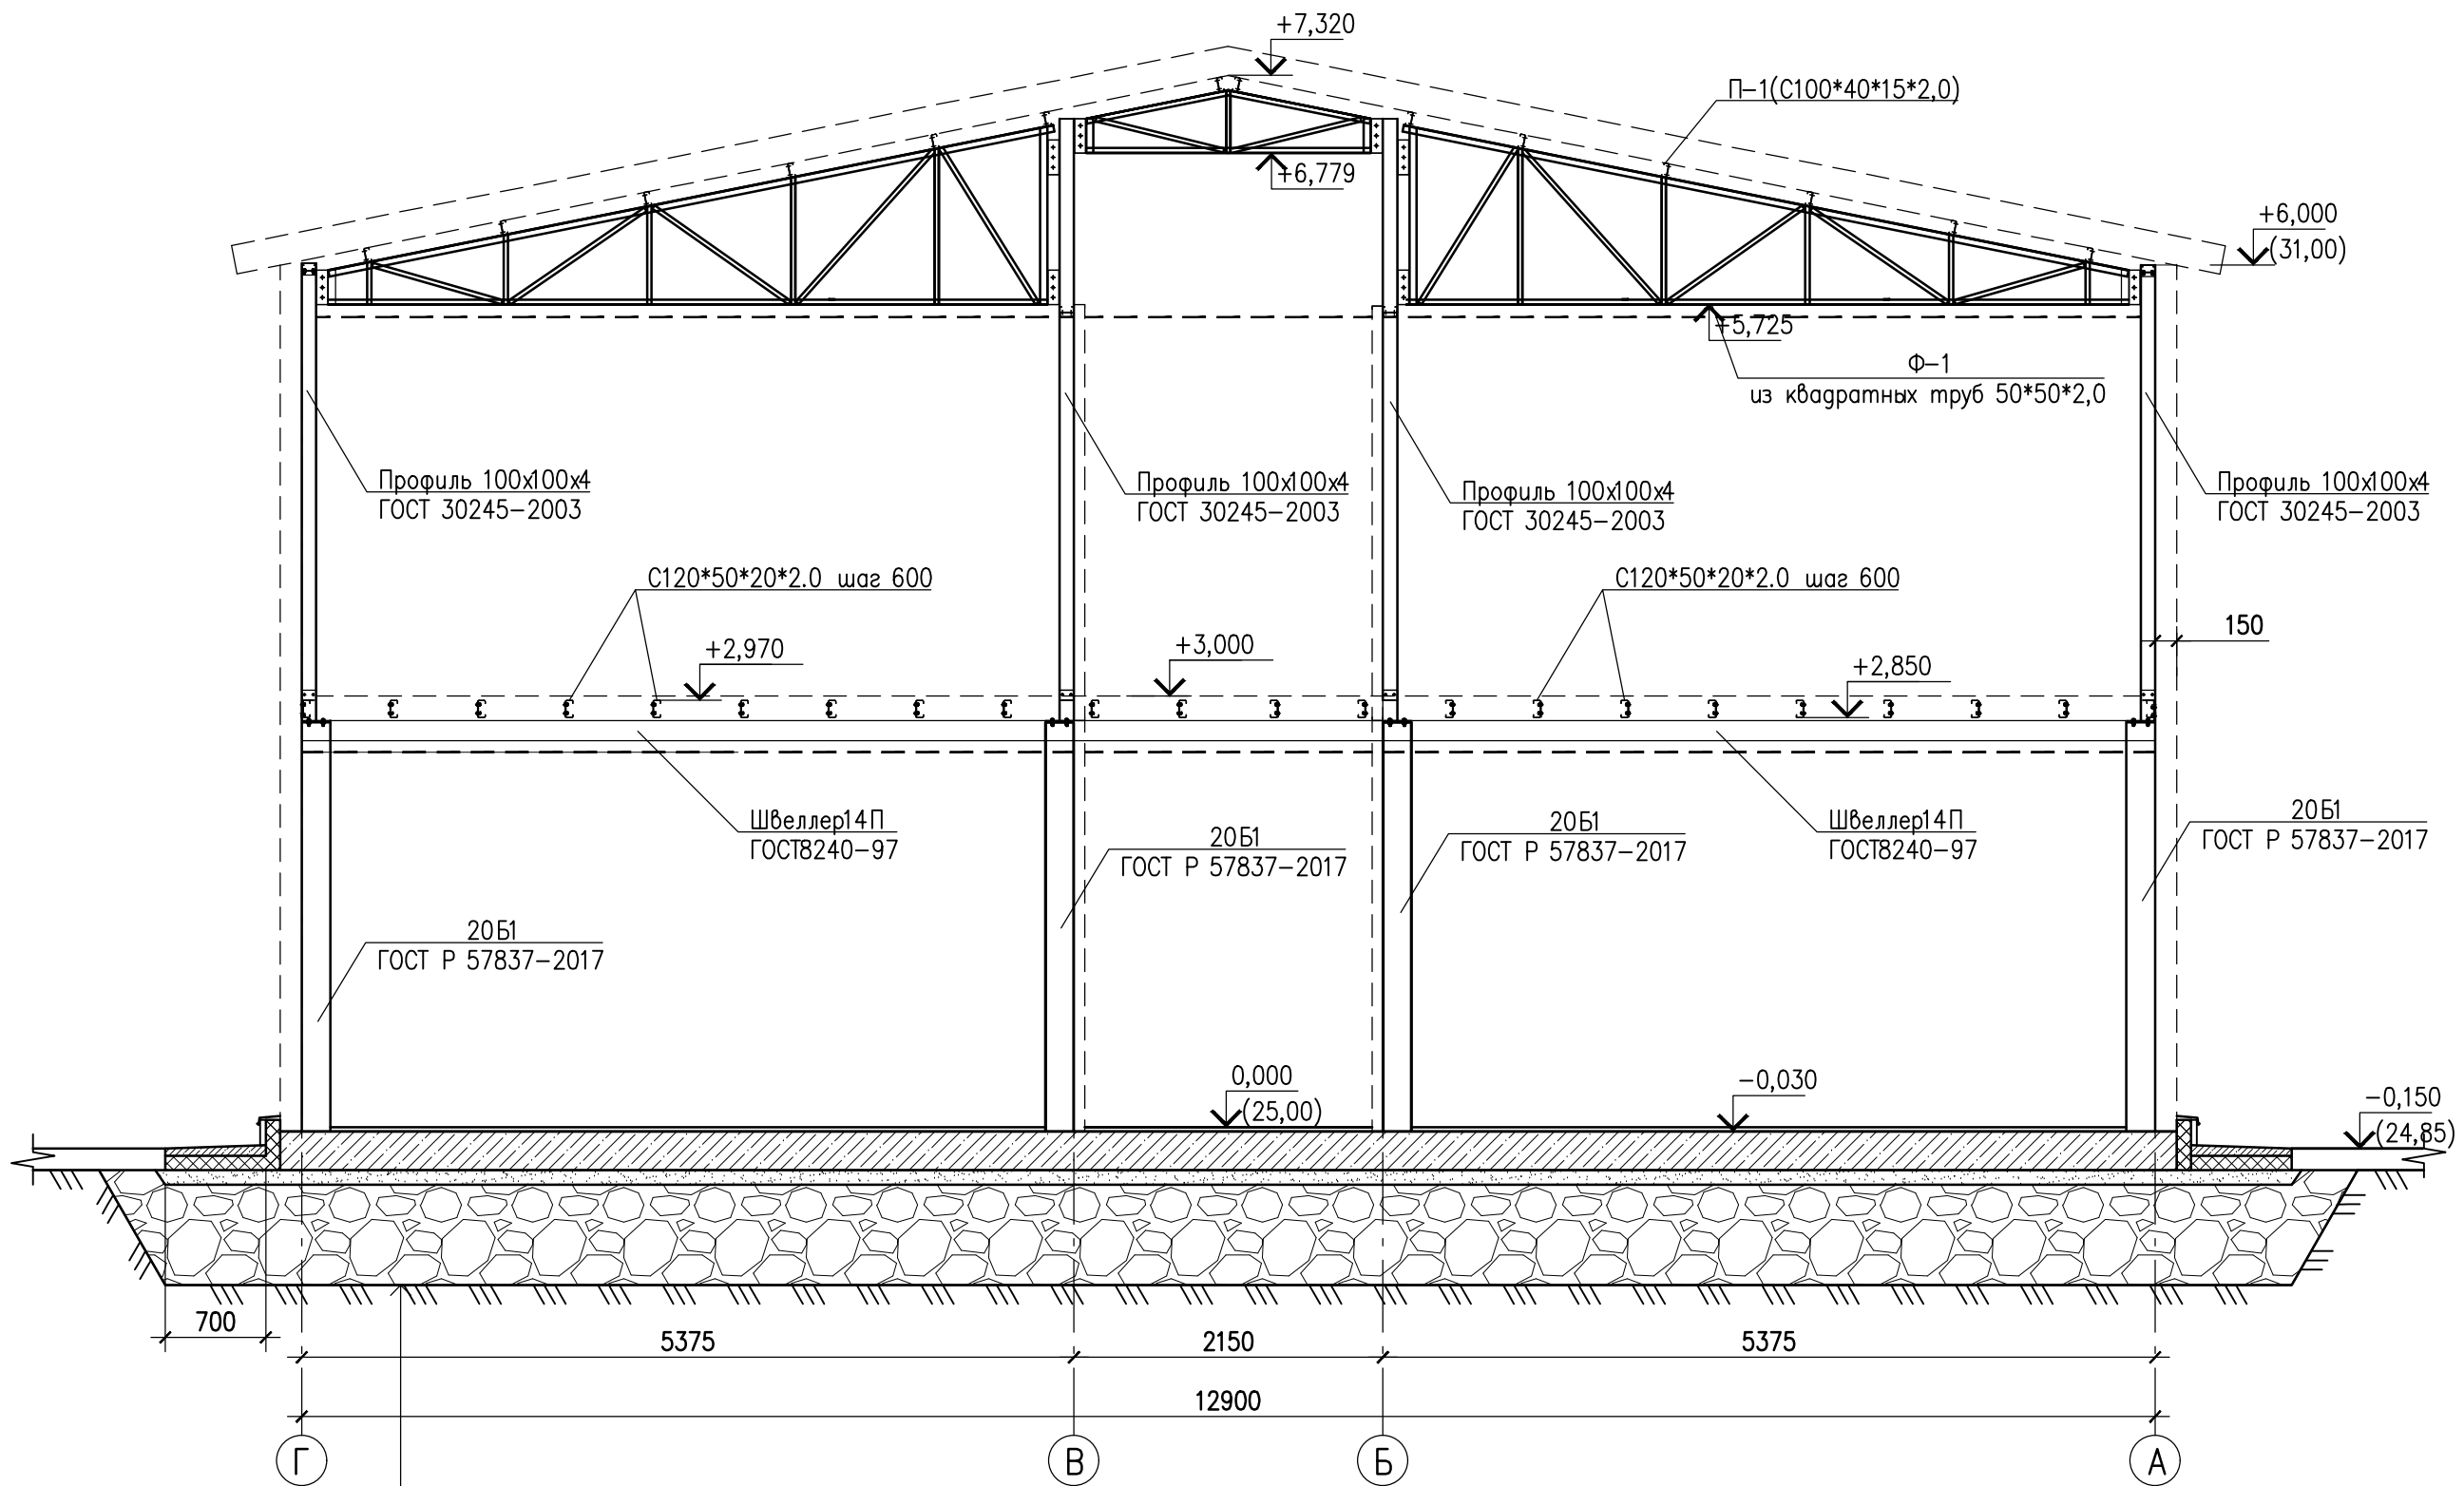 +7,320
П-1(С100*40*15*2,0)
+6,779
+6,000
(31,00)
+5,725
Ф-1
из квадратных труб 50*50*2,0
Профиль 100х100х4
ГОСТ 30245-2003
Профиль 100х100х4
ГОСТ 30245-2003
Профиль 100х100х4
ГОСТ 30245-2003
Профиль 100х100х4
ГОСТ 30245-2003
С120*50*20*2.0 шаг 600
С120*50*20*2.0 шаг 600
150
+2,970
+3,000
+2,850
Швеллер14П
ГОСТ8240-97
20Б1
ГОСТ Р 57837-2017
20Б1
ГОСТ Р 57837-2017
Швеллер14П
ГОСТ8240-97
20Б1
ГОСТ Р 57837-2017
20Б1
ГОСТ Р 57837-2017
0,000
(25,00)
-0,030
-0,150
(24,85)
700
5375
2150
5375
12900
Г
В
Б
А